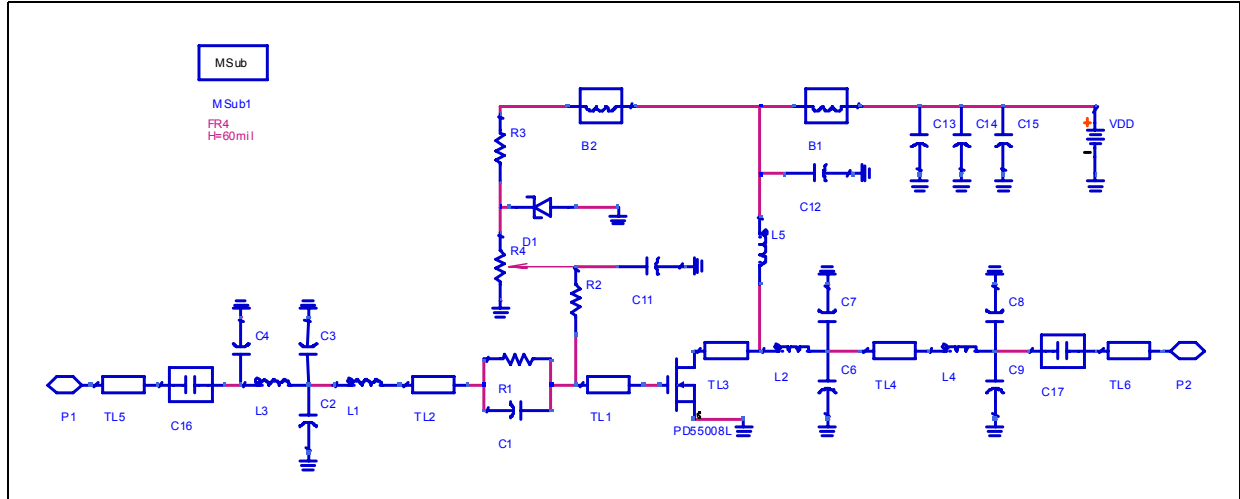 MSub
MSub1
FR4
H=60mil
R3
B2
B1
C13
C14
C15
+
VDD
-
C12
D1
R4
L5
R2
C11
C4
C3
C7
C8
R1
TL3
L2
C6
TL4
L4
C9
P1
TL5
C16
L3
C2
L1
TL2
C1
TL1
PD55008L
C17
TL6
P2